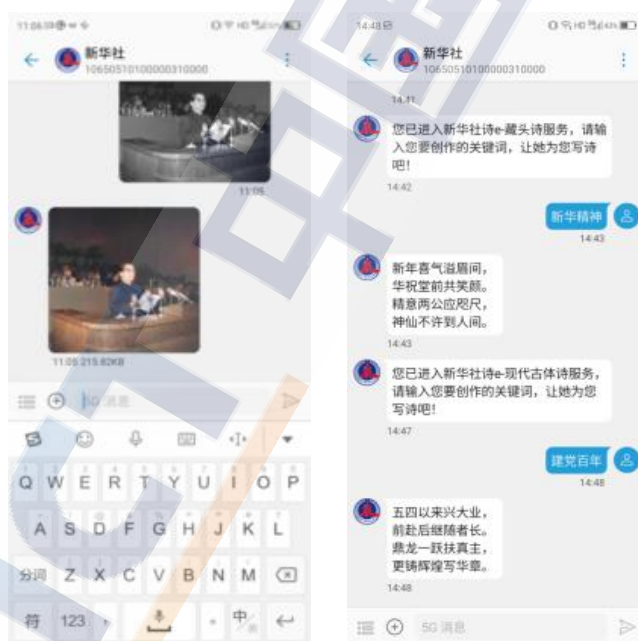 新华社
10650510100000310000
11:05
11:05 215.82KB
5G 消息
Q W E R T Y U I O P
A S D F G H J K L
分词 Z X C V B N M
符 123 中
14:48
新华社
10650510100000310000
14:41
您已进入新华社诗e-藏头诗服务，请输
入您要创作的关键词，让她为您写诗
吧！
14:42
新华精神
14:43
新年喜气溢眉间，
华祝堂前共笑颜。
精意两公应咫尺，
神仙不许到人间。
14:43
您已进入新华社诗e-现代古体诗服务，
请输入您要创作的关键词，让她为您
写诗吧！
14:47
建党百年
14:48
五四以来兴大业，
前赴后继随者长。
鼎龙一跃扶真主，
更铸辉煌写华章。
14:48
5G 消息